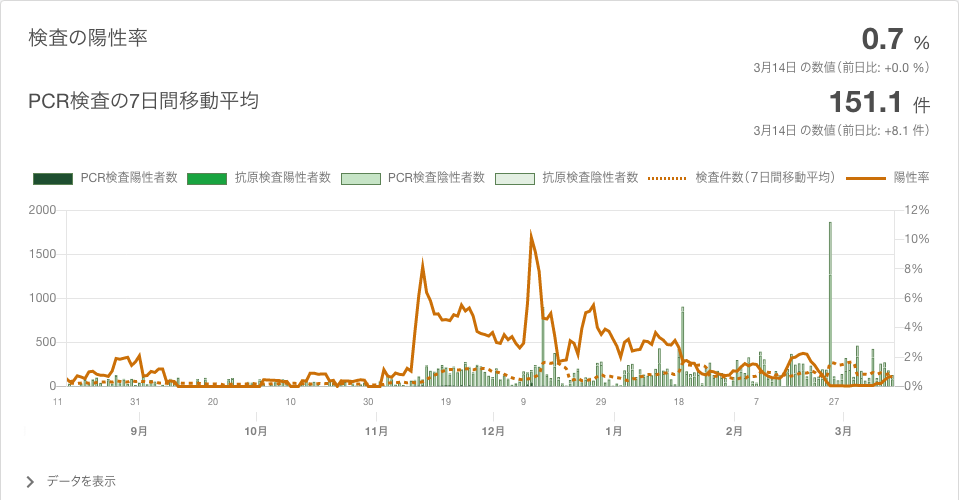 検査の陽性率
0.7 %
3月14日 の数値（前日比: +0.0 %）
PCR検査の7日間移動平均
151.1 件
3月14日 の数値（前日比: +8.1 件）
PCR検査陽性者数 抗原検査陽性者数 PCR検査陰性者数 抗原検査陰性者数 検査件数（7日間移動平均） 陽性率
2000 12%
10%
1500
8%
1000 6%
4%
500
2%
0 0%
11 31 20 10 30 19 9 29 18 7 27
9月 10月 11月 12月 1月 2月 3月
データを表示